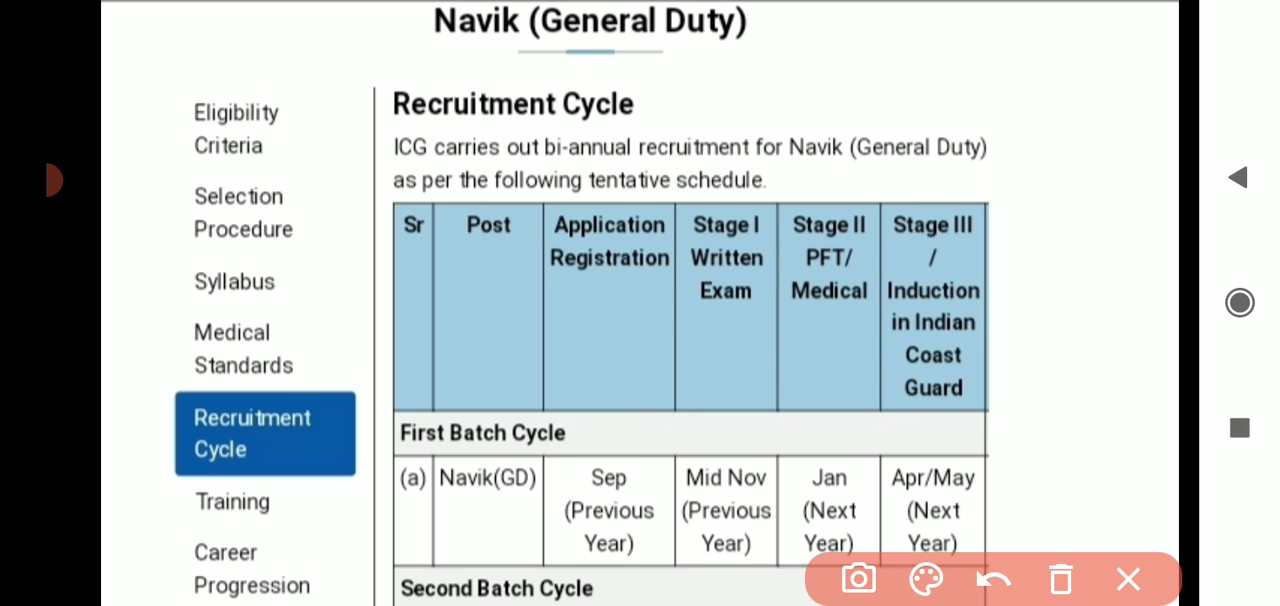 Navik (General Duty)
Eligibility
Criteria
Selection
Procedure
Syllabus
Medical
Standards
Recruitment
Cycle
Training
Career
Progression
Recruitment Cycle
ICG carries out bi-annual recruitment for Navik (General Duty)
as per the following tentative schedule.
Sr Post Application Stage I Stage II Stage III
Registration Written PFT/ /
Exam Medical Induction
in Indian
Coast
Guard
First Batch Cycle
(a) Navik(GD) Sep Mid Nov Jan Apr/May
(Previous (Previous (Next (Next
Year) Year) Year) Year)
Second Batch Cycle